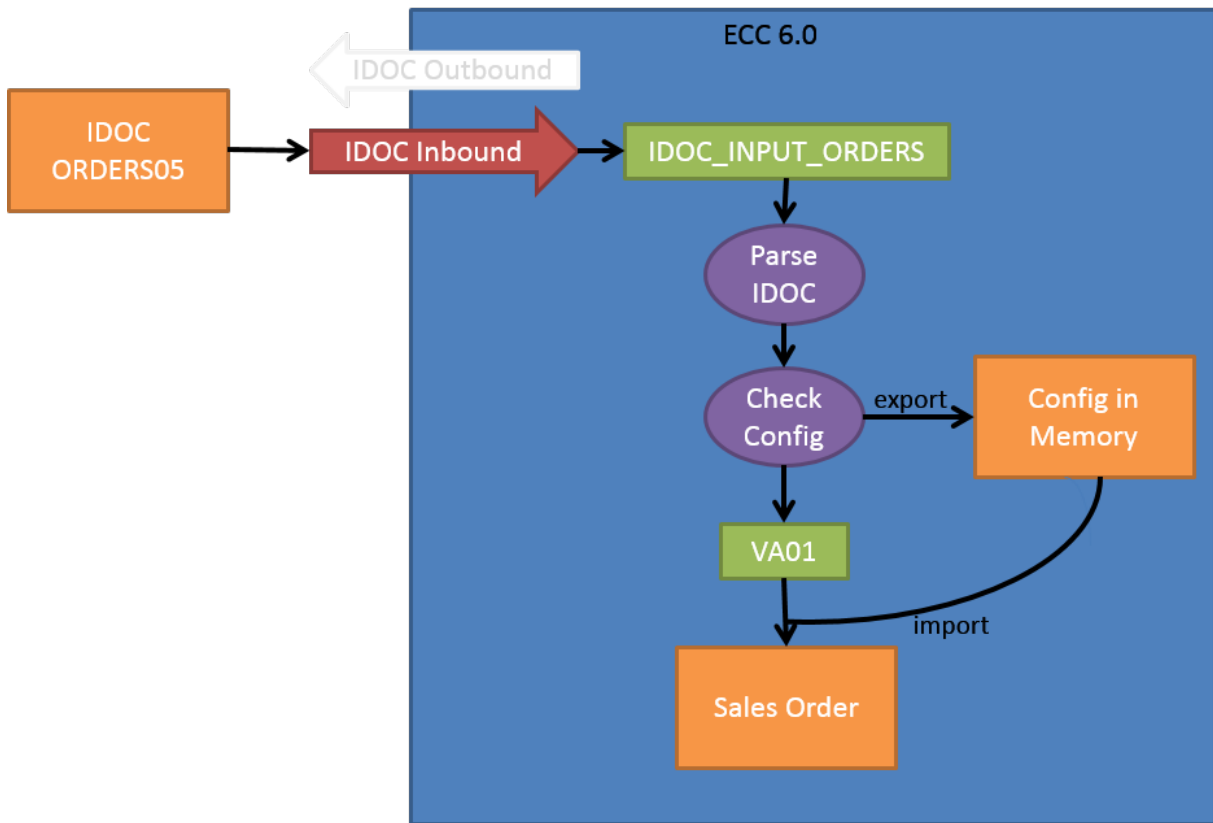 ECC 6.0
IDOC Outbound
IDOC
ORDERS05
IDOC Inbound
IDOC_INPUT_ORDERS
Parse
IDOC
Check
Config
export
Config in
Memory
VA01
import
Sales Order